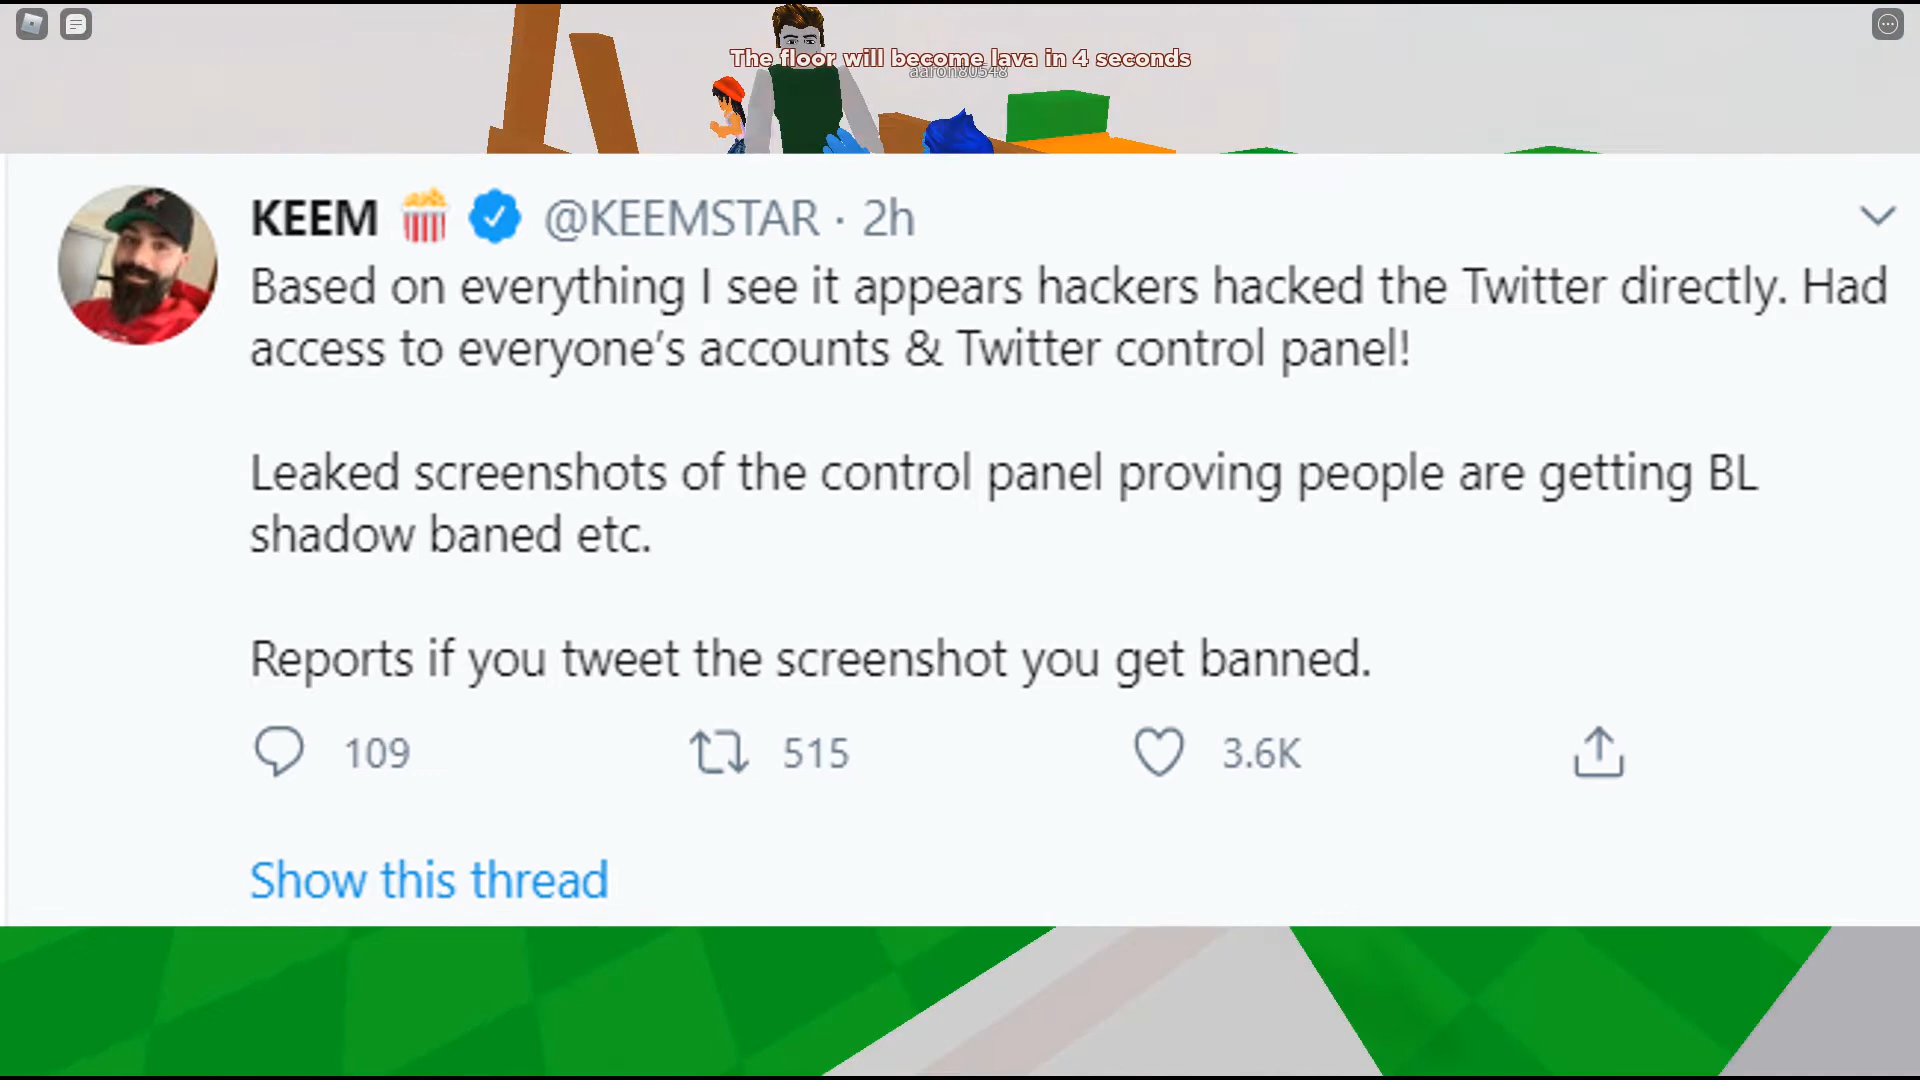 The floor will become lava in 4 seconds
aaron80548
KEEM 🍿 @KEEMSTAR · 2h
Based on everything I see it appears hackers hacked the Twitter directly. Had
access to everyone's accounts & Twitter control panel!
Leaked screenshots of the control panel proving people are getting BL
shadow baned etc.
Reports if you tweet the screenshot you get banned.
109 515 3.6K
Show this thread